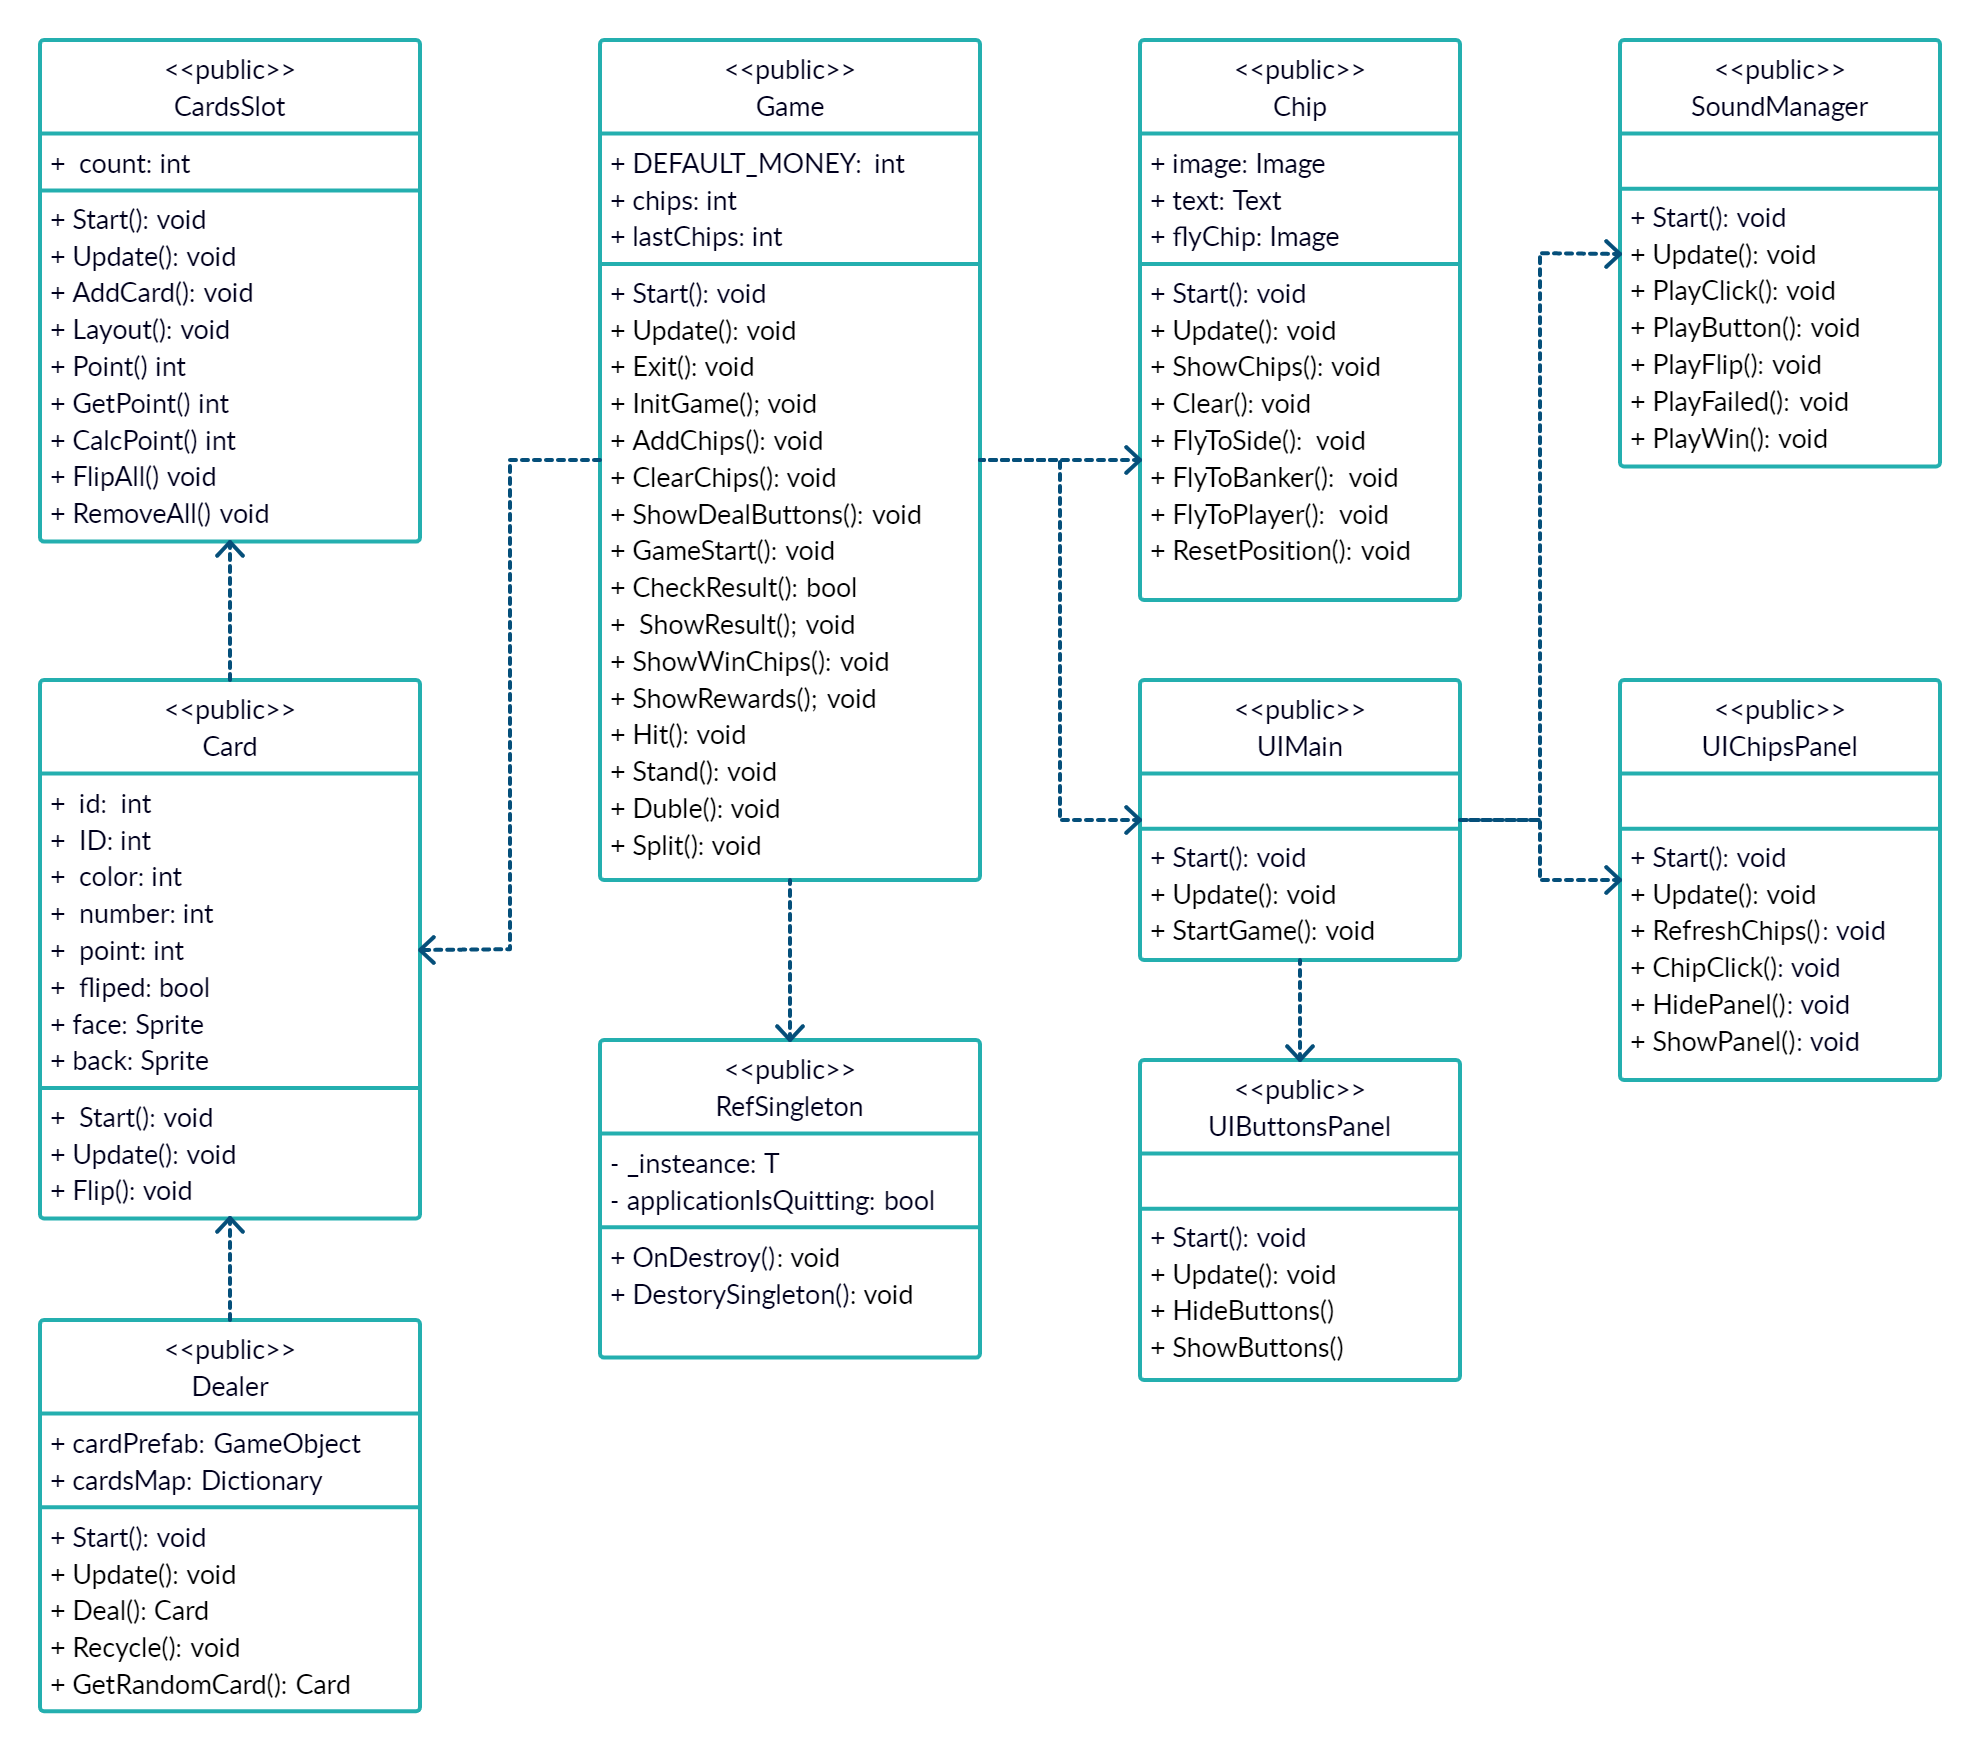 <<public>>
CardsSlot
+ count: int
+ Start(): void
+ Update(): void
+ AddCard(): void
+ Layout(): void
+ Point() int
+ GetPoint() int
+ CalcPoint() int
+ FlipAll() void
+ RemoveAll() void
<<public>>
Card
+ id: int
+ ID: int
+ color: int
+ number: int
+ point: int
+ fliped: bool
+ face: Sprite
+ back: Sprite
+ Start(): void
+ Update(): void
+ Flip(): void
<<public>>
Dealer
+ cardPrefab: GameObject
+ cardsMap: Dictionary
+ Start(): void
+ Update(): void
+ Deal(): Card
+ Recycle(): void
+ GetRandomCard(): Card
<<public>>
Game
+ DEFAULT_MONEY: int
+ chips: int
+ lastChips: int
+ Start(): void
+ Update(): void
+ Exit(): void
+ InitGame(); void
+ AddChips(): void
+ ClearChips(): void
+ ShowDealButtons(): void
+ GameStart(): void
+ CheckResult(): bool
+ ShowResult(); void
+ ShowWinChips(): void
+ ShowRewards(); void
+ Hit(): void
+ Stand(): void
+ Duble(): void
+ Split(): void
<<public>>
RefSingleton
- _insteance: T
- applicationIsQuitting: bool
+ OnDestroy(): void
+ DestorySingleton(): void
<<public>>
Chip
+ image: Image
+ text: Text
+ flyChip: Image
+ Start(): void
+ Update(): void
+ ShowChips(): void
+ Clear(): void
+ FlyToSide(): void
+ FlyToBanker(): void
+ FlyToPlayer(): void
+ ResetPosition(): void
<<public>>
UIMain
+ Start(): void
+ Update(): void
+ StartGame(): void
<<public>>
UIButtonsPanel
+ Start(): void
+ Update(): void
+ HideButtons()
+ ShowButtons()
<<public>>
SoundManager
+ Start(): void
+ Update(): void
+ PlayClick(): void
+ PlayButton(): void
+ PlayFlip(): void
+ PlayFailed(): void
+ PlayWin(): void
<<public>>
UIChipsPanel
+ Start(): void
+ Update(): void
+ RefreshChips(): void
+ ChipClick(): void
+ HidePanel(): void
+ ShowPanel(): void